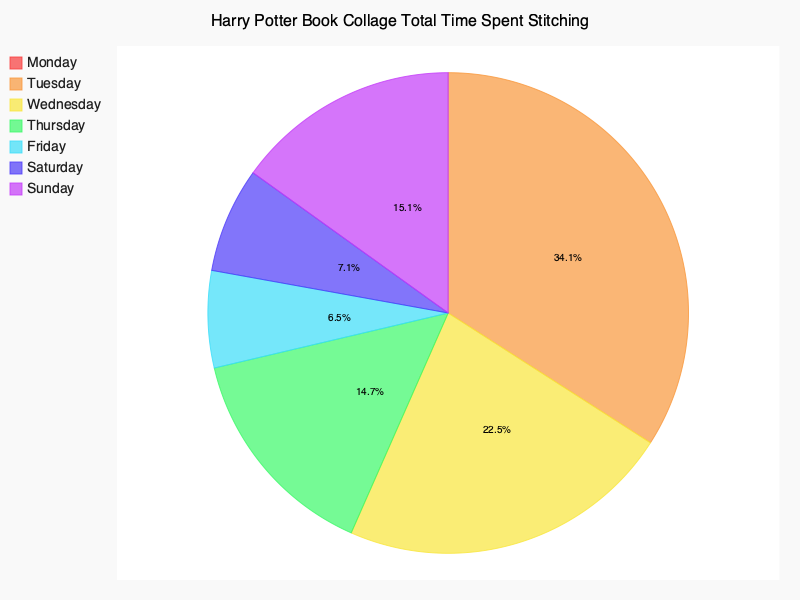 Harry Potter Book Collage Total Time Spent Stitching
Monday
Tuesday
Wednesday
Thursday
Friday
Saturday
Sunday
15.1%
34.1%
7.1%
6.5%
14.7%
22.5%